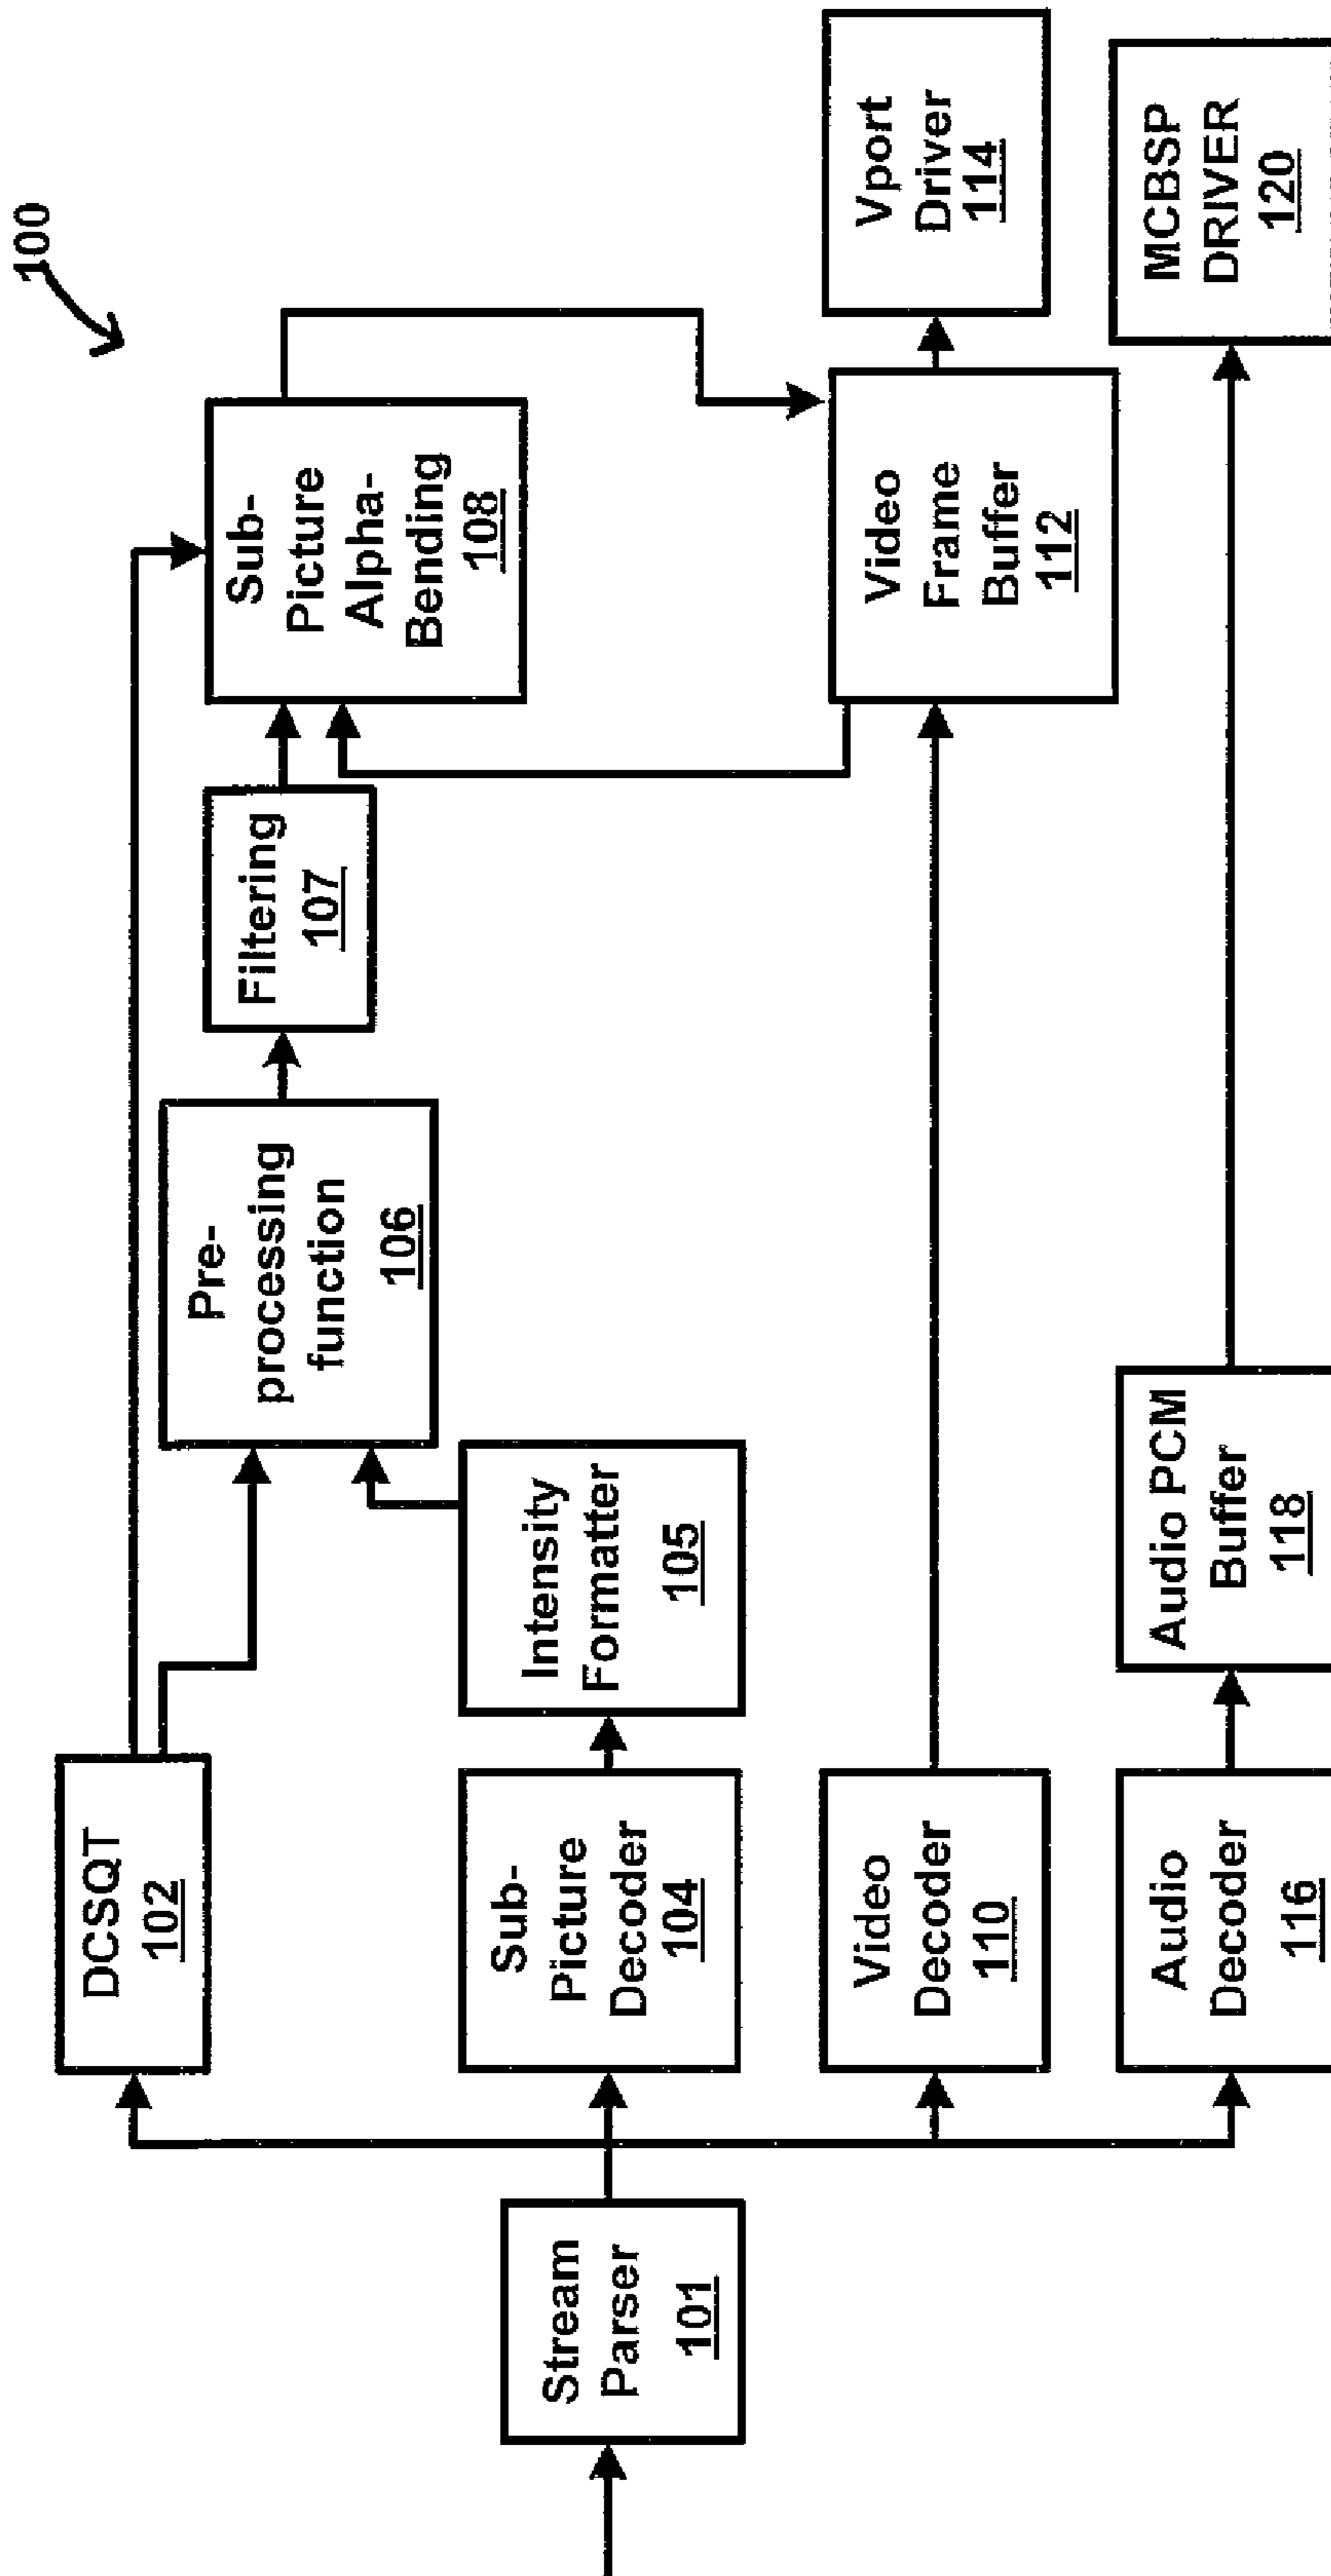 100
DCSQT
102
Pre-
processing
function
106
Filtering
107
Sub-
Picture
Alpha-
Bending
108
Stream
Parser
101
Sub-
Picture
Decoder
104
Intensity
Formatter
105
Video
Decoder
110
Video
Frame
Buffer
112
Vport
Driver
114
Audio
Decoder
116
Audio PCM
Buffer
118
MCBSP
DRIVER
120